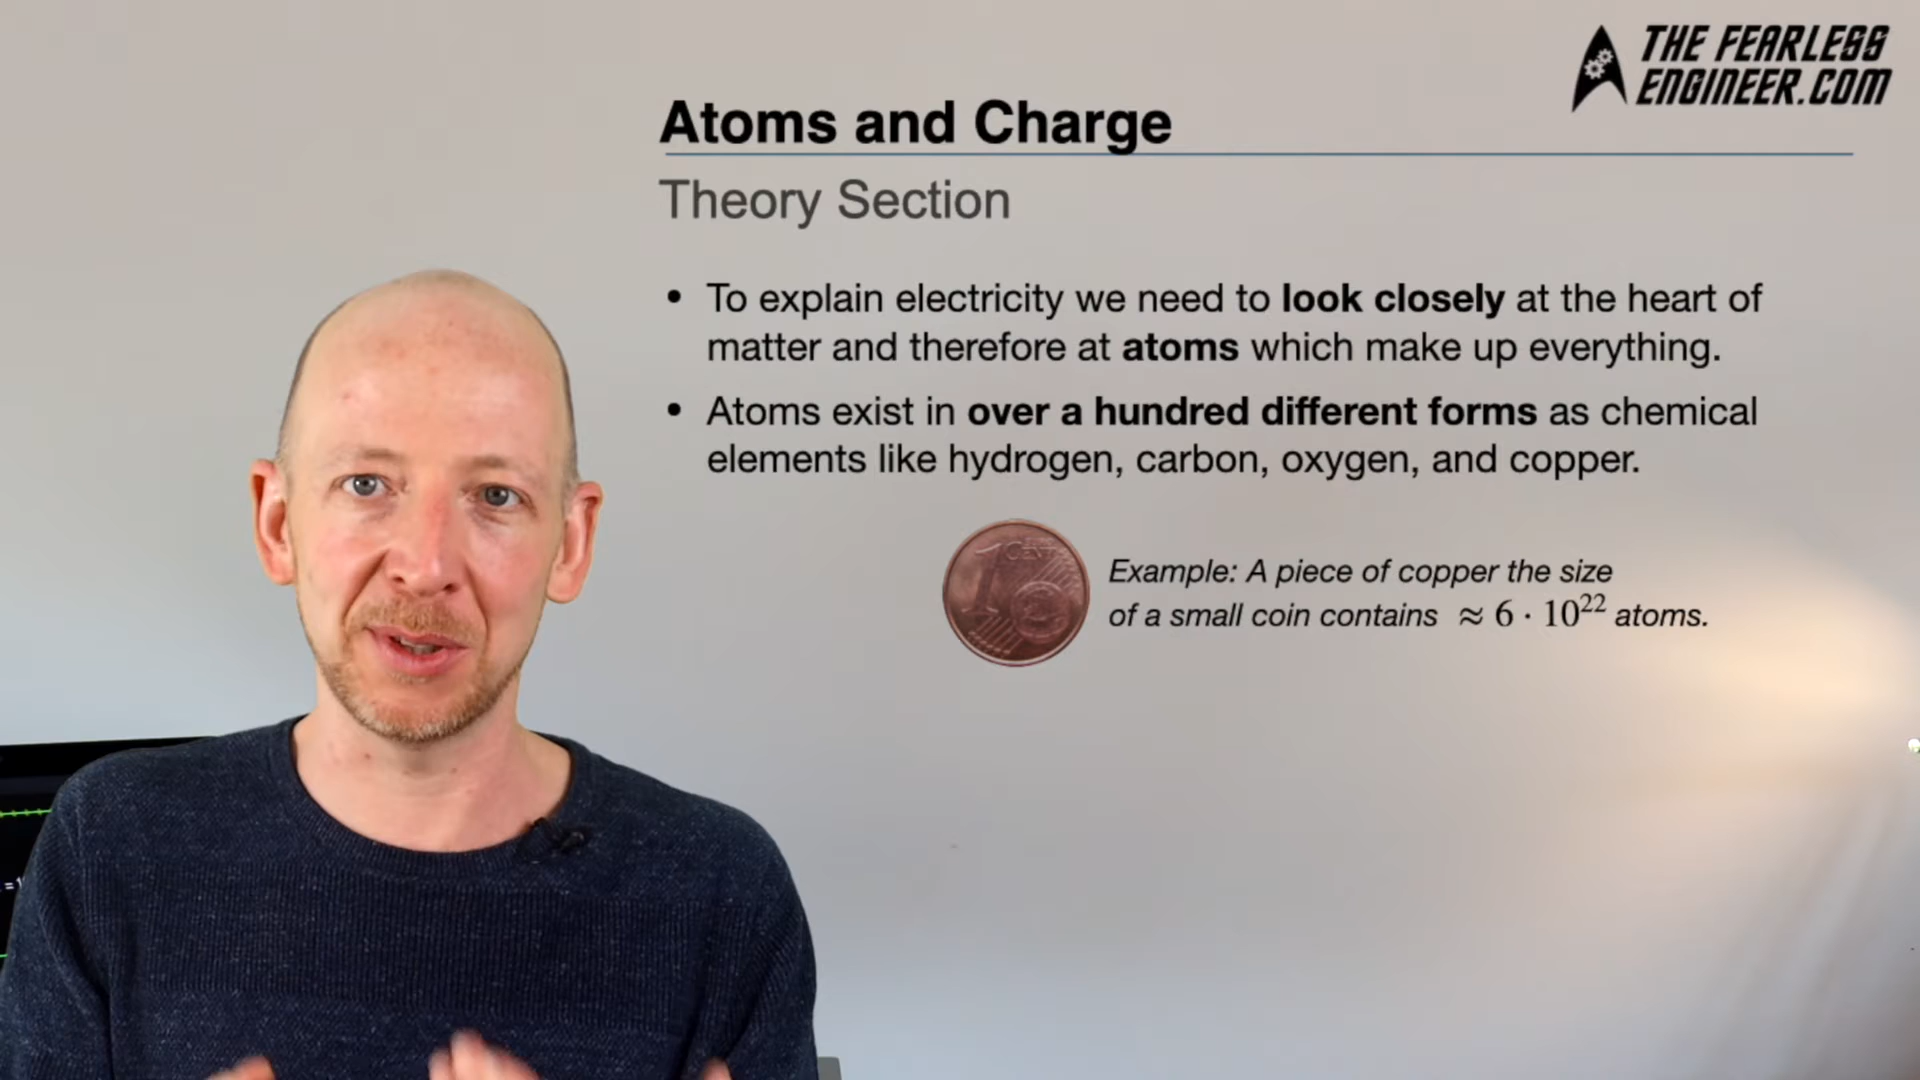 THE FEARLESS
ENGINEER.COM
Atoms and Charge
Theory Section
• To explain electricity we need to look closely at the heart of
matter and therefore at atoms which make up everything.
• Atoms exist in over a hundred different forms as chemical
elements like hydrogen, carbon, oxygen, and copper.
1
CENT
Example: A piece of copper the size
of a small coin contains ≈ 6 · 10²² atoms.